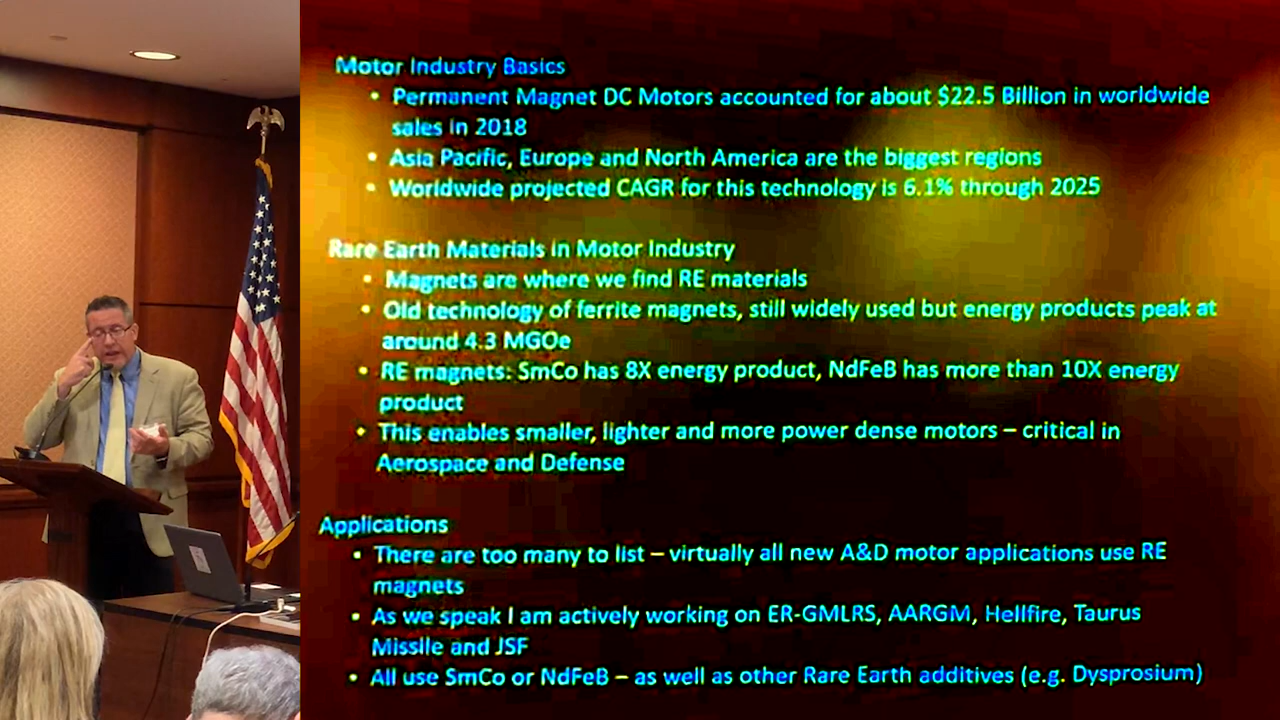 Motor Industry Basics
• Permanent Magnet DC Motors accounted for about $22.5 Billion in worldwide
sales in 2018
• Asia Pacific, Europe and North America are the biggest regions
• Worldwide projected CAGR for this technology is 6.1% through 2025
Rare Earth Materials in Motor Industry
• Magnets are where we find RE materials
• Old technology of ferrite magnets, still widely used but energy products peak at
around 4.3 MGOe
• RE magnets: SmCo has 8X energy product, NdFeB has more than 10X energy
product
• This enables smaller, lighter and more power dense motors – critical in
Aerospace and Defense
Applications
• There are too many to list – virtually all new A&D motor applications use RE
magnets
• As we speak I am actively working on ER-GMLRS, AARGM, Hellfire, Taurus
Missile and JSF
• All use SmCo or NdFeB – as well as other Rare Earth additives (e.g. Dysprosium)